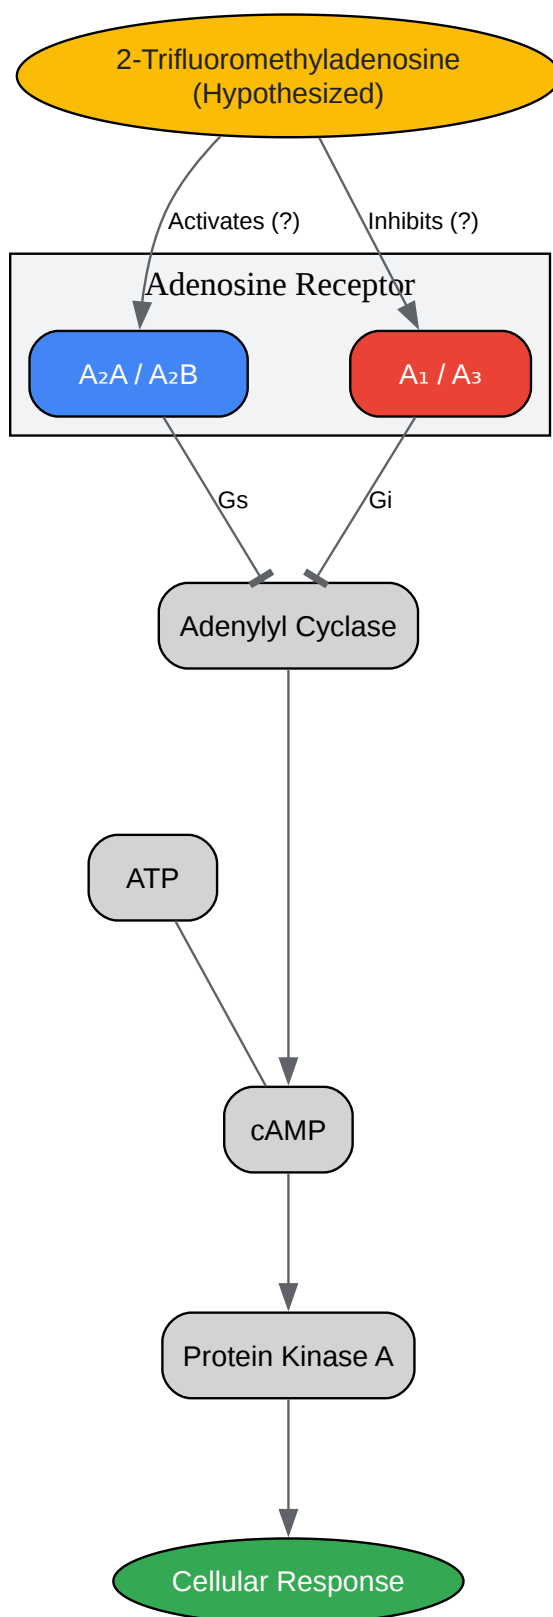 2-Trifluoromethyladenosine
(Hypothesized)
Activates (?)
Inhibits (?)
Adenosine Receptor
A₂A / A₂B
A₁ / A₃
Gs
Gi
Adenylyl Cyclase
ATP
cAMP
Protein Kinase A
Cellular Response